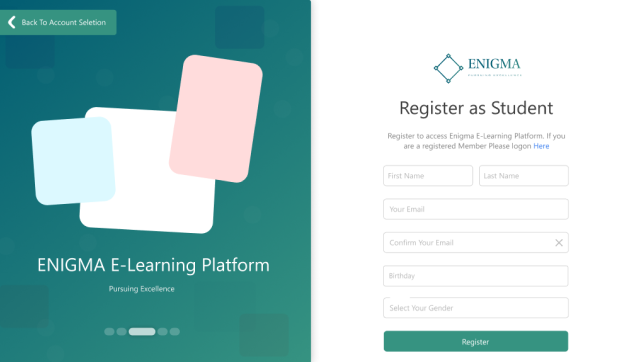 Back To Account Seletion
ENIGMA E-Learning Platform
Pursuing Excellence
ENIGMA
Register as Student
Register to access Enigma E-Learning Platform. If you
are a registered Member Please logon Here
First Name
Last Name
Your Email
Confirm Your Email
Birthday
Select Your Gender
Register